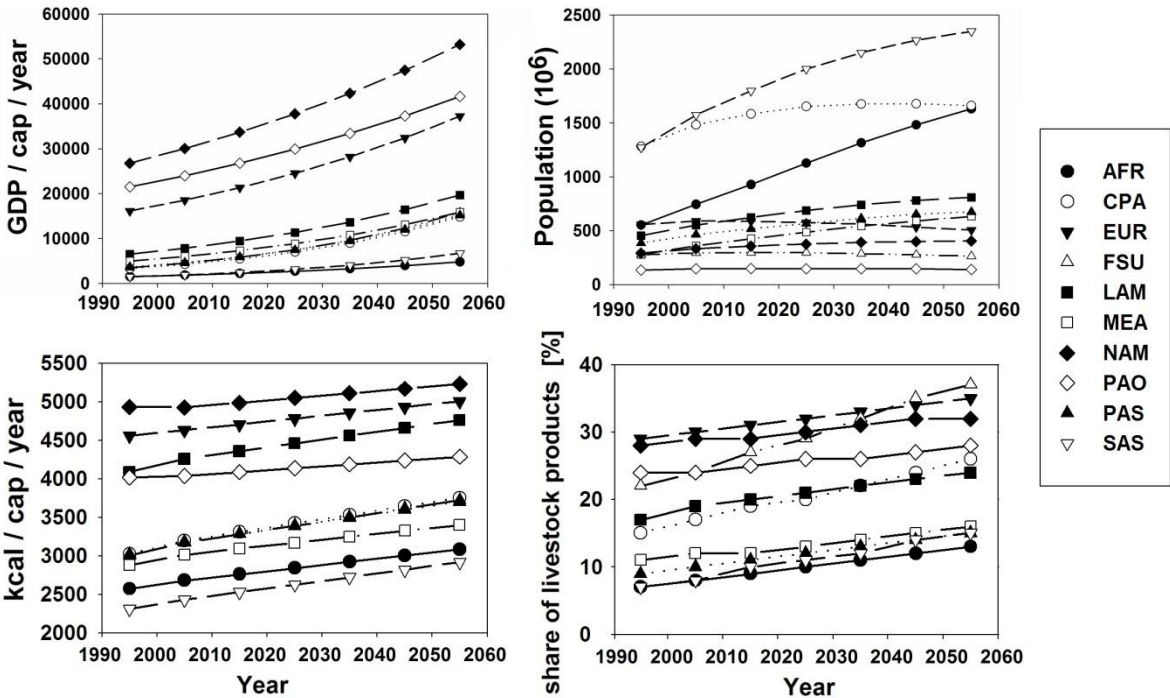 GDP / cap / year
60000
50000
40000
30000
20000
10000
0
1990 2000 2010 2020 2030 2040 2050 2060
Population (10⁶)
2500
2000
1500
1000
500
0
1990 2000 2010 2020 2030 2040 2050 2060
kcal / cap / year
5500
5000
4500
4000
3500
3000
2500
2000
1990 2000 2010 2020 2030 2040 2050 2060
Year
share of livestock products [%]
40
30
20
10
0
1990 2000 2010 2020 2030 2040 2050 2060
Year
AFR
CPA
EUR
FSU
LAM
MEA
NAM
PAO
PAS
SAS